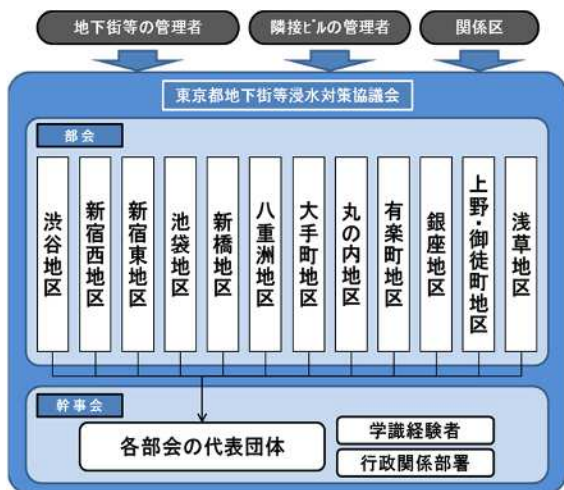 地下街等の管理者
隣接ビルの管理者
関係区
東京都地下街等浸水対策協議会
部会
渋谷地区
新宿西地区
新宿東地区
池袋地区
新橋地区
八重洲地区
大手町地区
丸の内地区
有楽町地区
銀座地区
上野・御徒町地区
浅草地区
幹事会
各部会の代表団体
学識経験者
行政関係部署